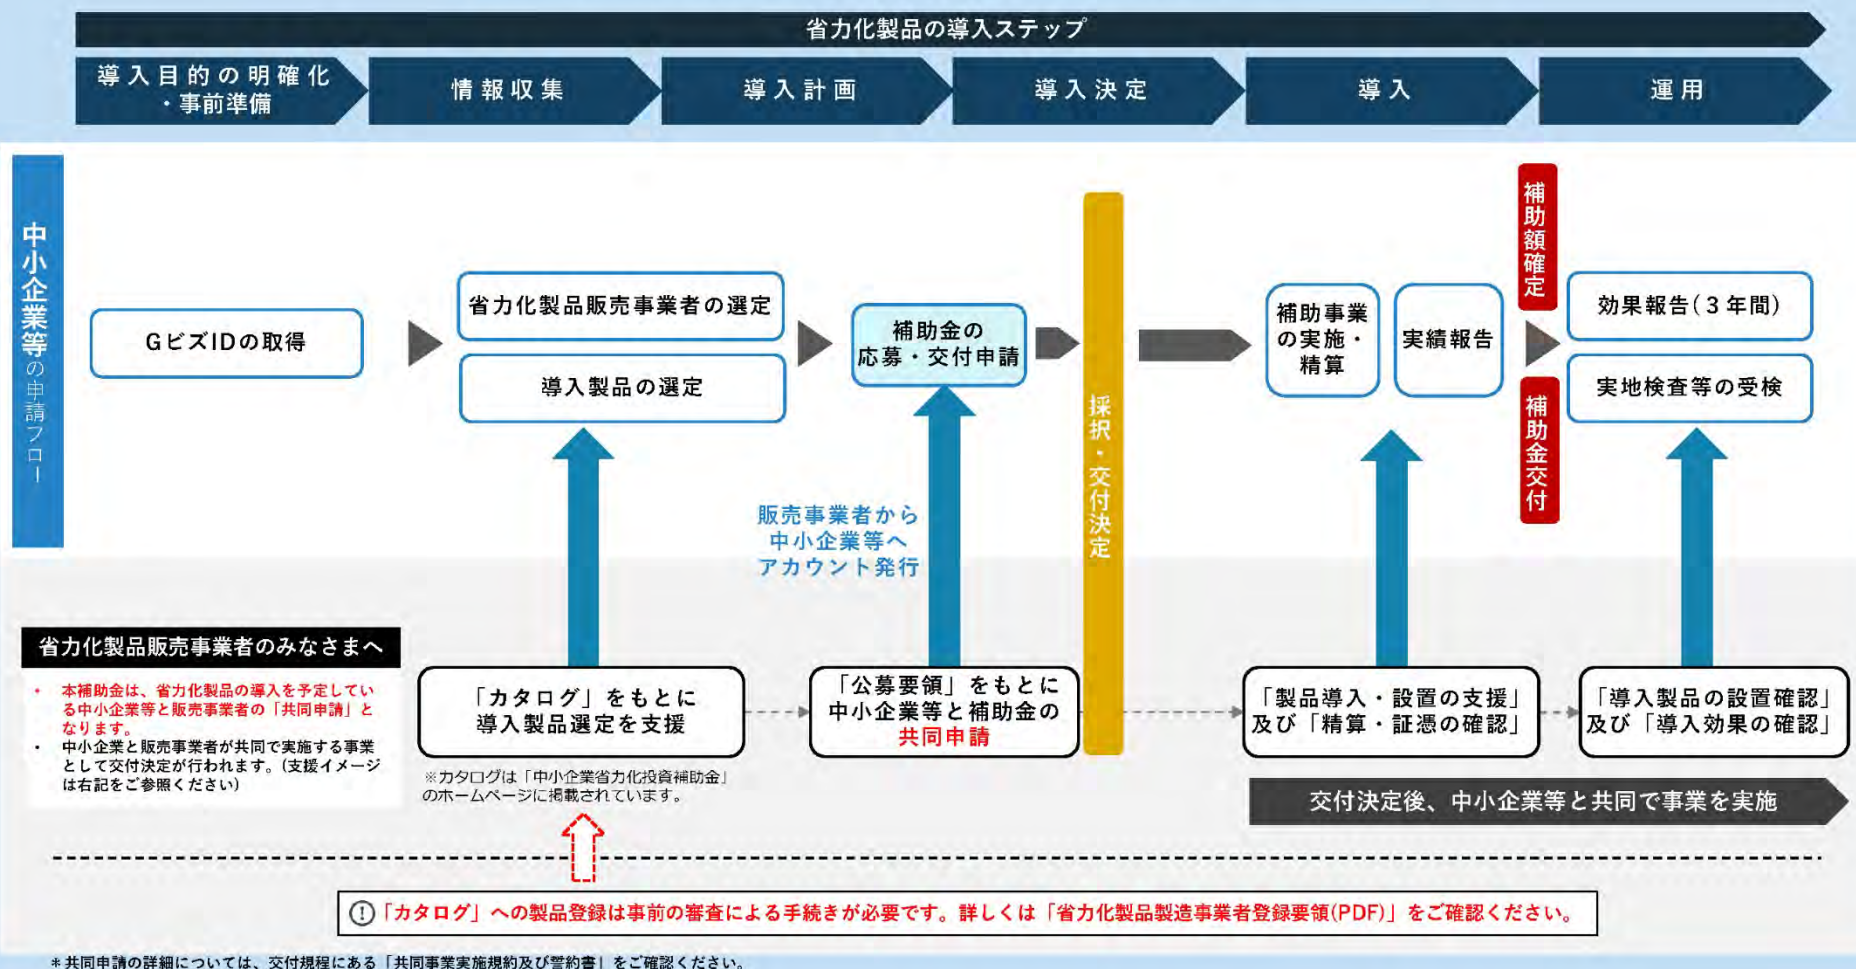 省力化製品の導入ステップ
導入目的の明確化
・事前準備
情報収集
導入計画
導入決定
導入
運用
中小企業等の申請フロー
GビズIDの取得
省力化製品販売事業者の選定
導入製品の選定
補助金の
応募・交付申請
採択・交付決定
補助事業
の実施・
精算
実績報告
補助額確定
補助金交付
効果報告(3年間)
実地検査等の受検
販売事業者から
中小企業等へ
アカウント発行
省力化製品販売事業者のみなさまへ
・ 本補助金は、省力化製品の導入を予定してい
る中小企業等と販売事業者の「共同申請」と
なります。
・ 中小企業と販売事業者が共同で実施する事業
として交付決定が行われます。(支援イメージ
は右記をご参照ください)
「カタログ」をもとに
導入製品選定を支援
※カタログは「中小企業省力化投資補助金」
のホームページに掲載されています。
「公募要領」をもとに
中小企業等と補助金の
共同申請
「製品導入・設置の支援」
及び「精算・証憑の確認」
「導入製品の設置確認」
及び「導入効果の確認」
交付決定後、中小企業等と共同で事業を実施
! 「カタログ」への製品登録は事前の審査による手続きが必要です。詳しくは「省力化製品製造事業者登録要領(PDF)」をご確認ください。
*共同申請の詳細については、交付規程にある「共同事業実施規約及び誓約書」をご確認ください。